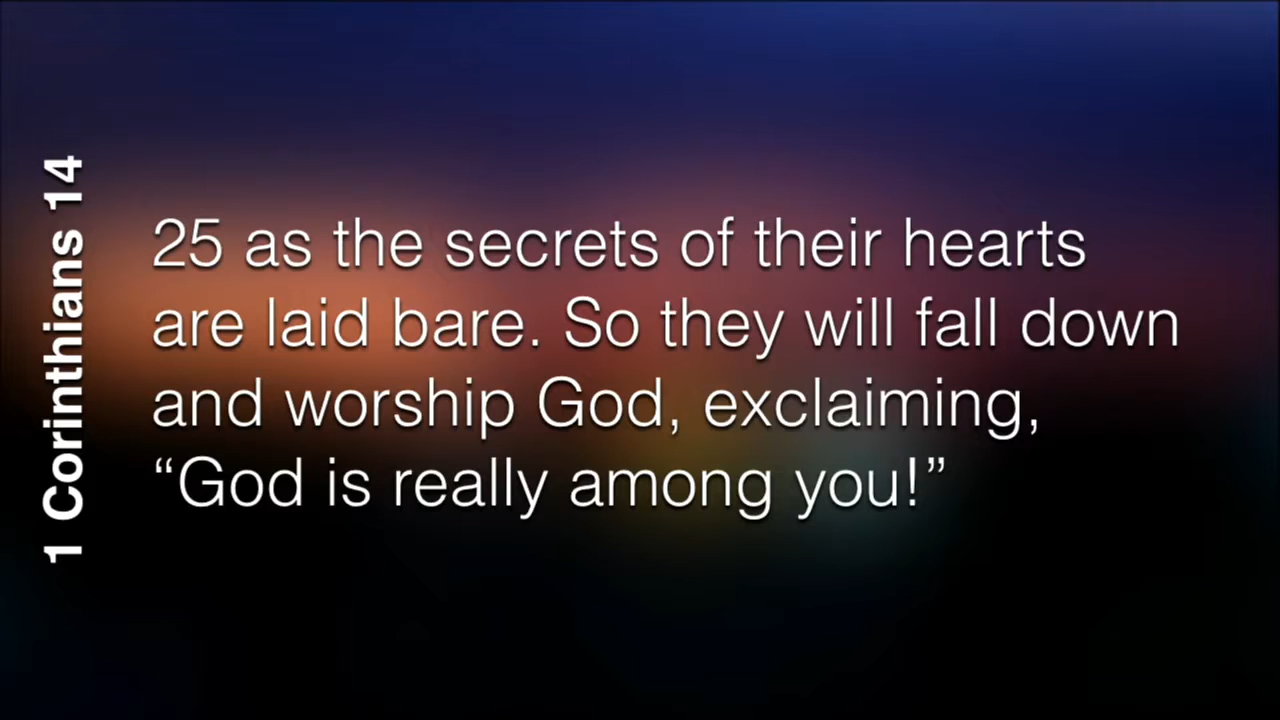 1 Corinthians 14
25 as the secrets of their hearts
are laid bare. So they will fall down
and worship God, exclaiming,
“God is really among you!”